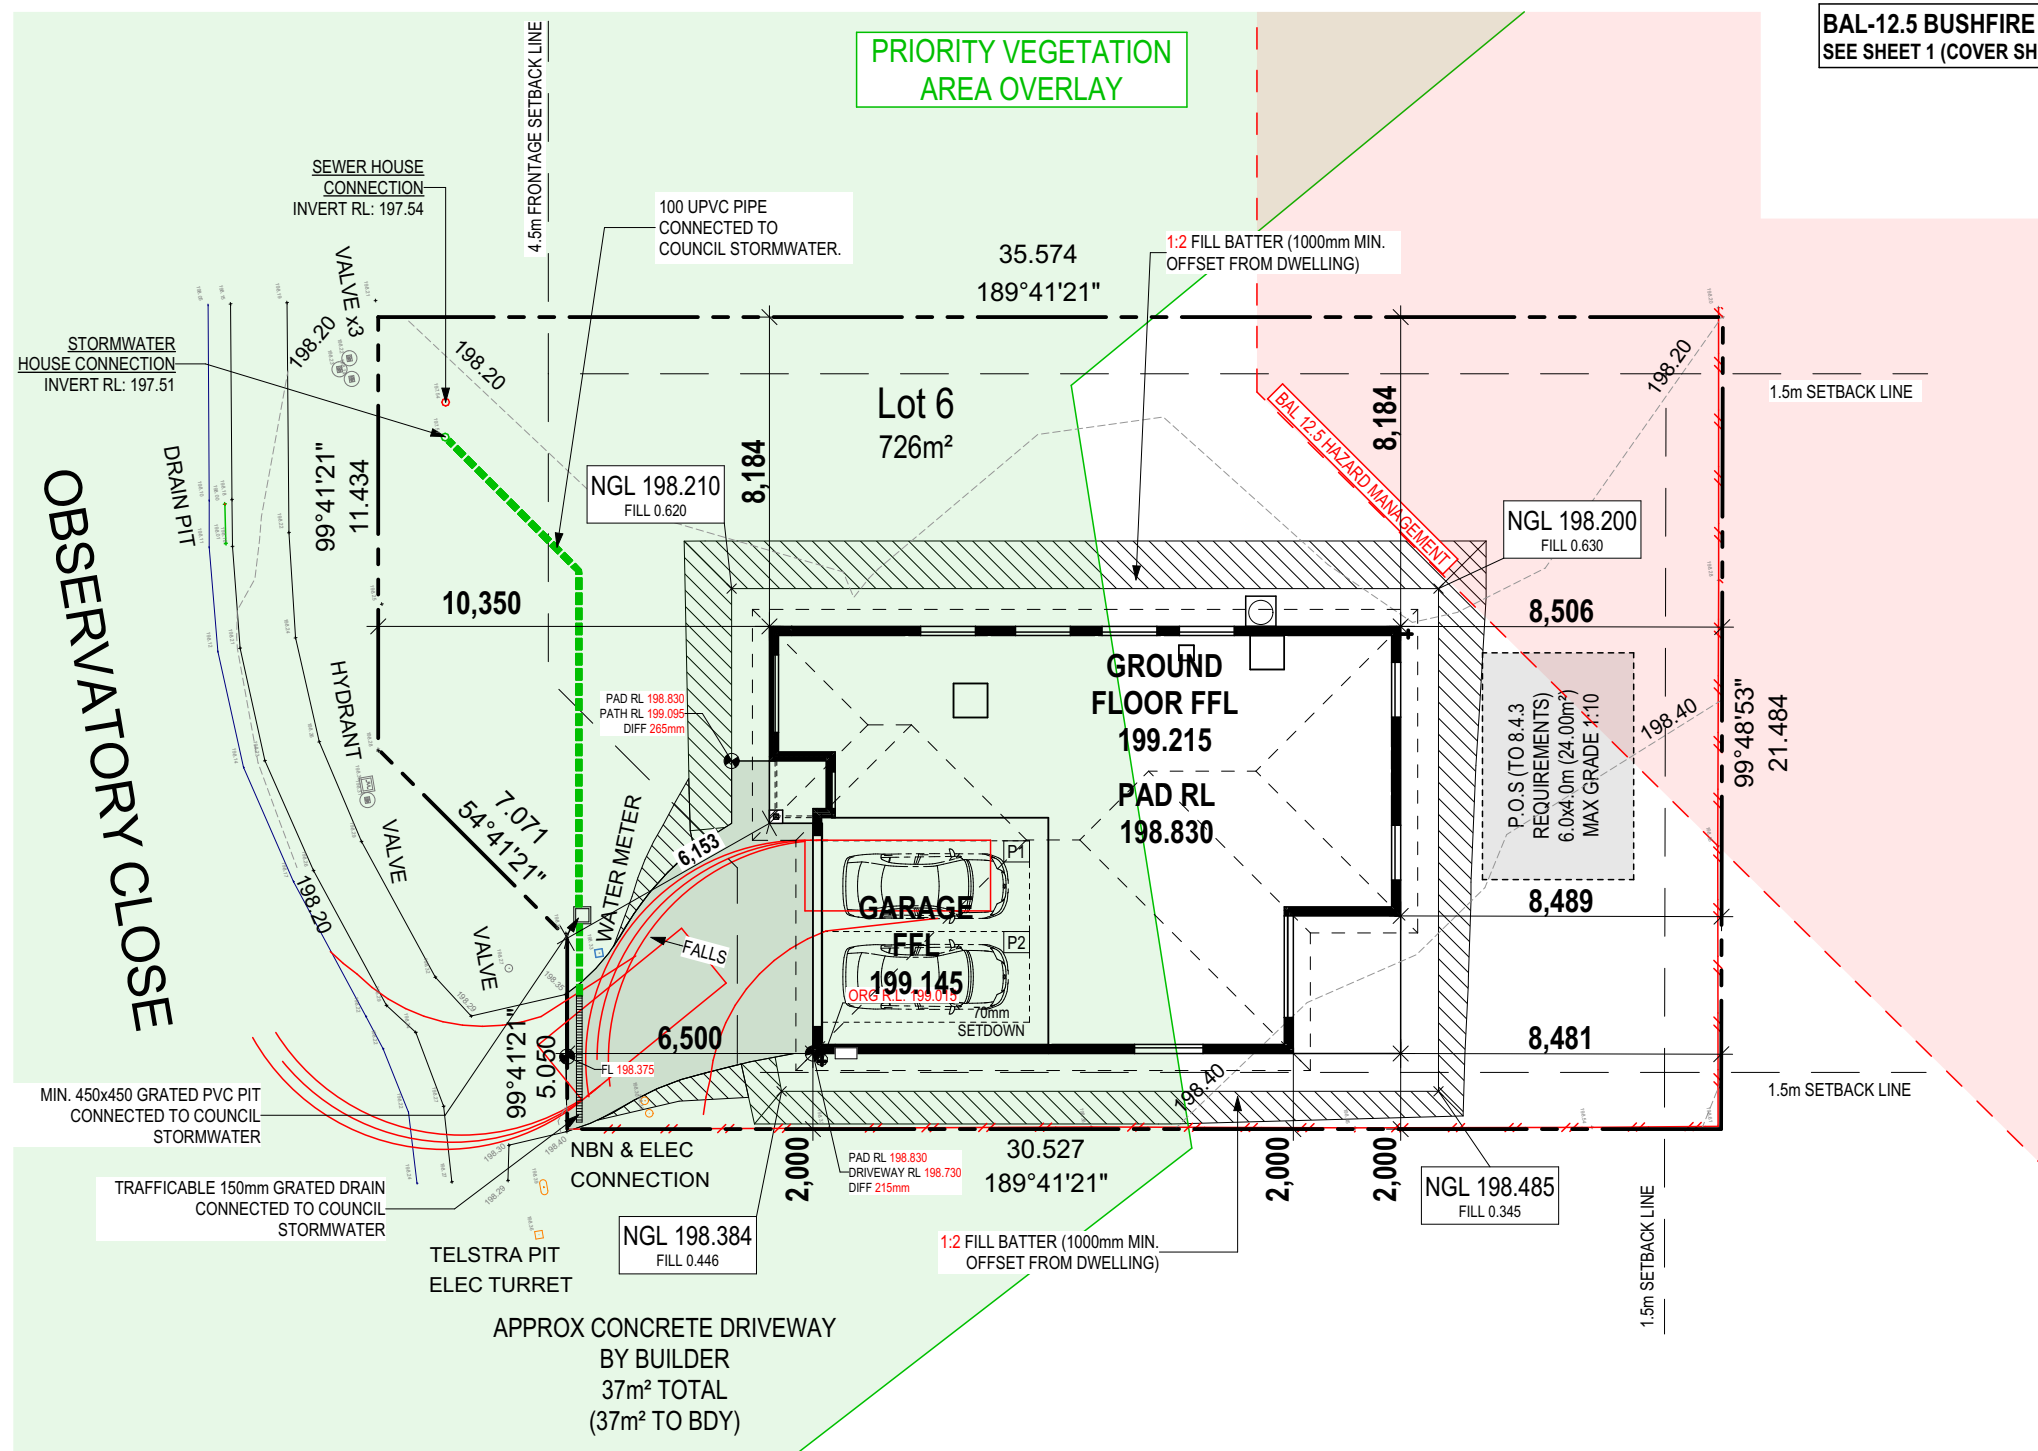 BAL-12.5 BUSHFIRE
SEE SHEET 1 (COVER SH
PRIORITY VEGETATION
AREA OVERLAY
4.5m FRONTAGE SETBACK LINE
SEWER HOUSE
CONNECTION
INVERT RL: 197.54
100 UPVC PIPE
CONNECTED TO
COUNCIL STORMWATER.
35.574
189°41'21"
1:2 FILL BATTER (1000mm MIN.
OFFSET FROM DWELLING)
VALVE x3
198.20
198.20
STORMWATER
HOUSE CONNECTION
INVERT RL: 197.51
Lot 6
726m²
8,184
8,184
198.20
1.5m SETBACK LINE
BAL 12.5 HAZARD MANAGEMENT
DRAIN PIT
99°41'21"
11.434
NGL 198.210
FILL 0.620
NGL 198.200
FILL 0.630
OBSERVATORY CLOSE
10,350
8,506
HYDRANT
PAD RL 198.830
PATH RL 199.095
DIFF 265mm
GROUND
FLOOR FFL
199.215
PAD RL
198.830
P.O.S (TO 8.4.3
REQUIREMENTS)
6.0x4.0m (24.00m²)
MAX GRADE 1:10
198.40
99°48'53"
21.484
7.071
54°41'21"
VALVE
WATER METER
6,153
P1
GARAGE
FFL
199.145
P2
ORG R.L: 199.015
70mm
SETDOWN
8,489
198.20
VALVE
FALLS
198.35
198.29
99°41'21"
5.050
6,500
FL 198.375
8,481
198.40
1.5m SETBACK LINE
MIN. 450x450 GRATED PVC PIT
CONNECTED TO COUNCIL
STORMWATER
198.30
198.40
198.29
NBN & ELEC
CONNECTION
2,000
PAD RL 198.830
DRIVEWAY RL 198.730
DIFF 215mm
30.527
189°41'21"
2,000
2,000
NGL 198.485
FILL 0.345
TRAFFICABLE 150mm GRATED DRAIN
CONNECTED TO COUNCIL
STORMWATER
NGL 198.384
FILL 0.446
1:2 FILL BATTER (1000mm MIN.
OFFSET FROM DWELLING)
1.5m SETBACK LINE
TELSTRA PIT
ELEC TURRET
APPROX CONCRETE DRIVEWAY
BY BUILDER
37m² TOTAL
(37m² TO BDY)